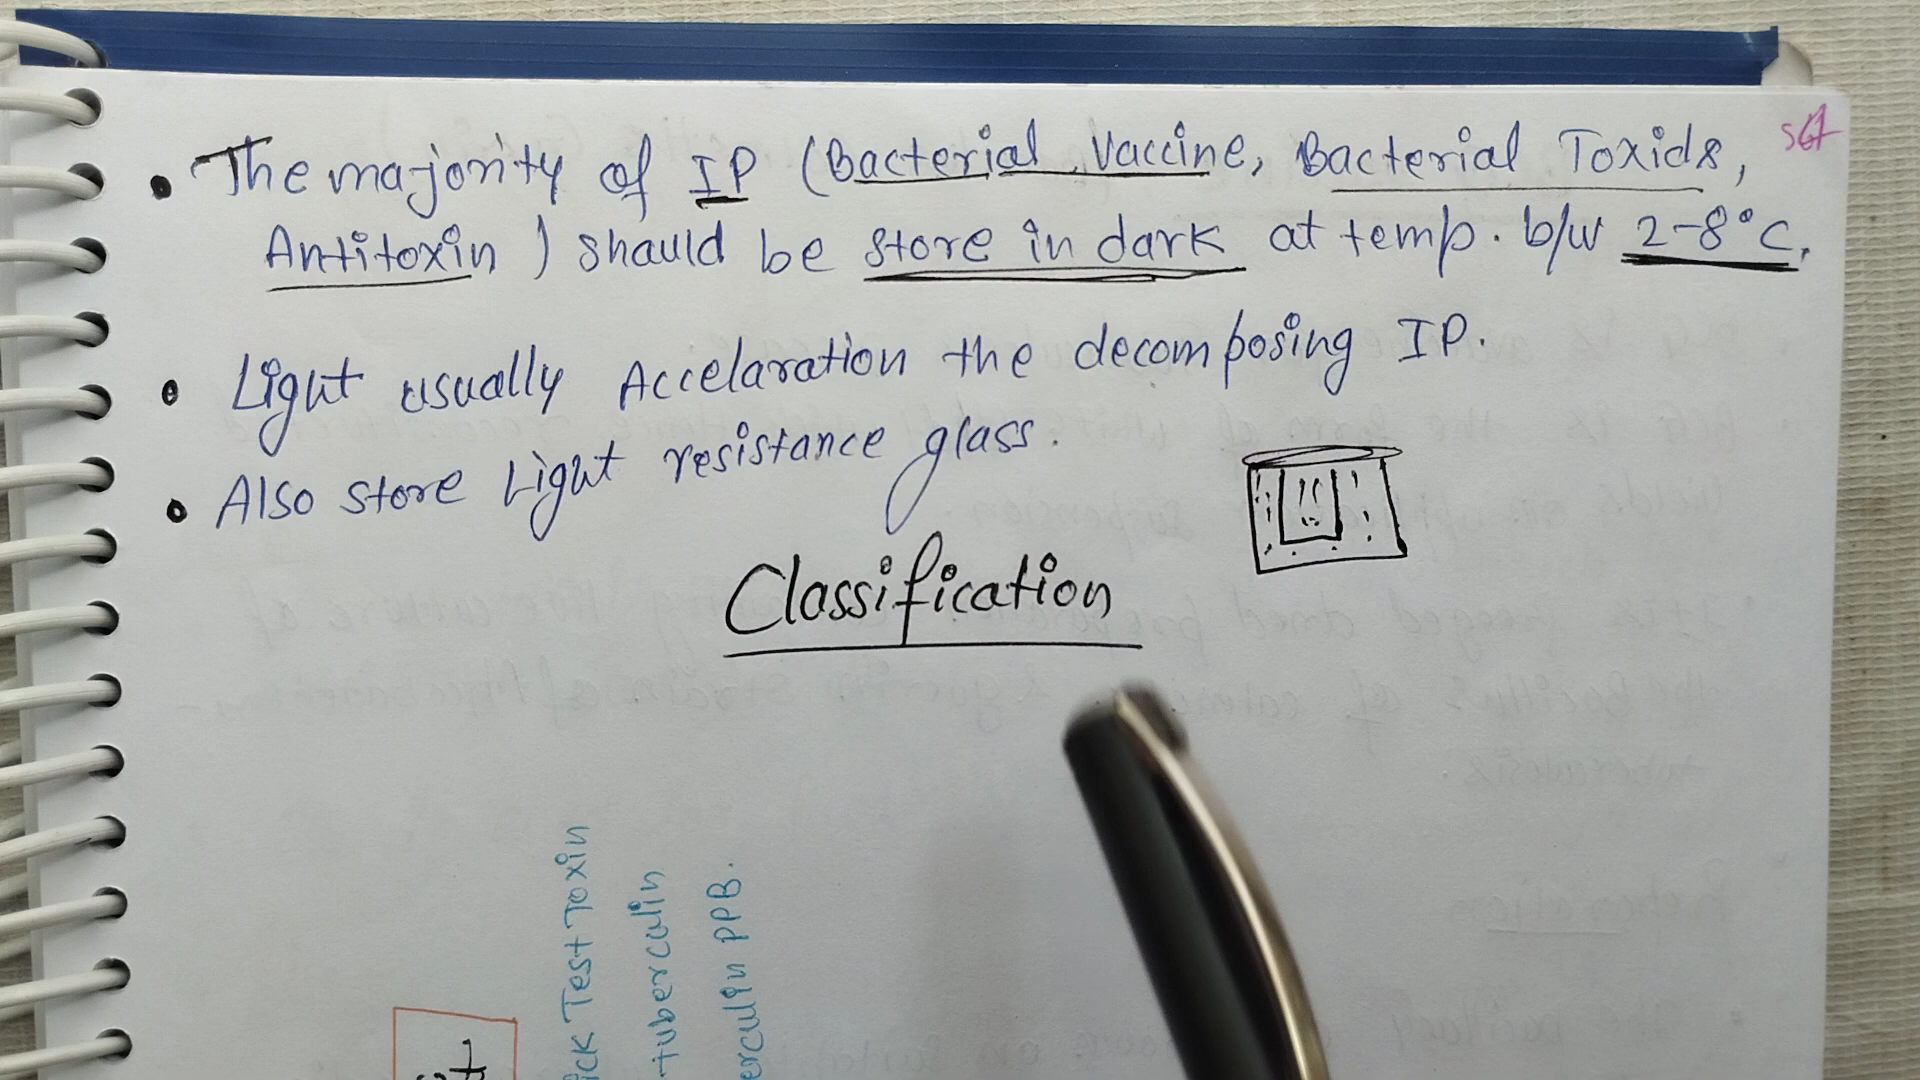 The majority of IP (Bacterial Vaccine, Bacterial Toxids,
Antitoxin) should be store in dark at temp. b/w 2-8°C.
Light usually Accelaration the decomposing IP.
Also store Light resistance glass.
Classification
ick Test Toxin
tuberculin
erculin PPB.